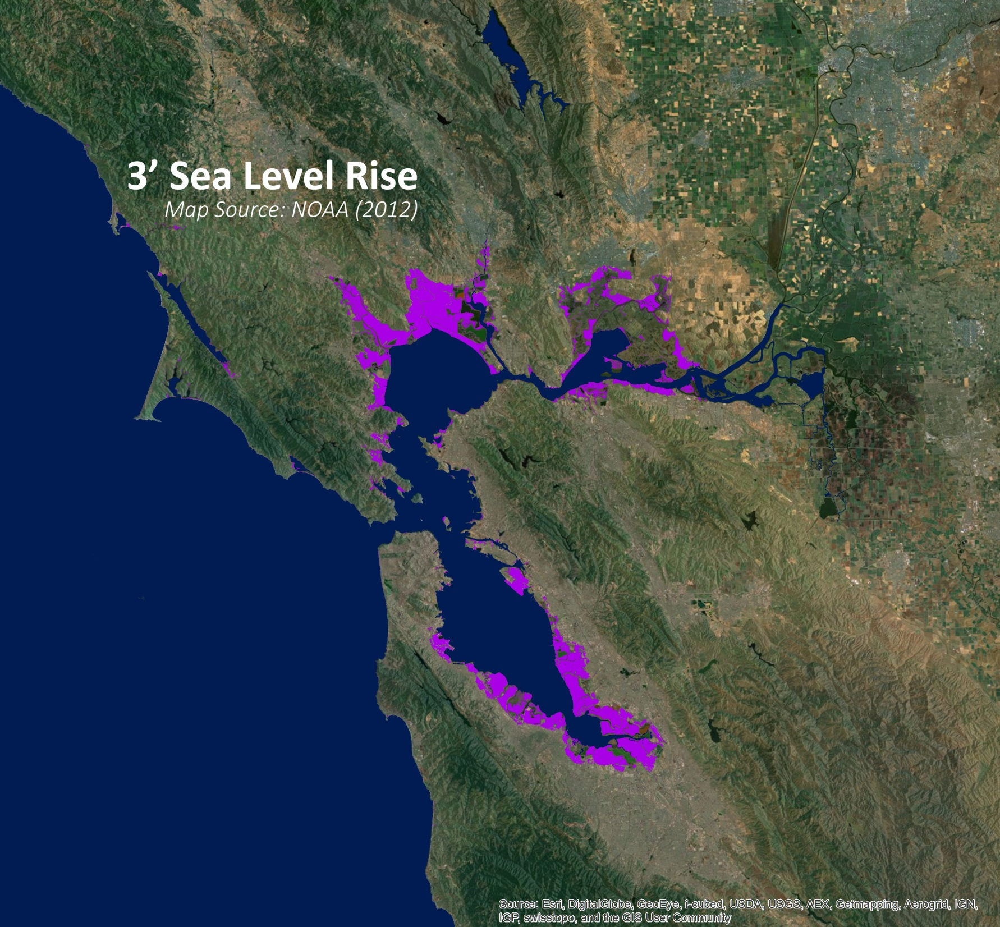 3’ Sea Level Rise
Map Source: NOAA (2012)
Source: Esri, DigitalGlobe, GeoEye, i-cubed, USDA, USGS, AEX, Getmapping, Aerogrid, IGN,
IGP, swisstopo, and the GIS User Community